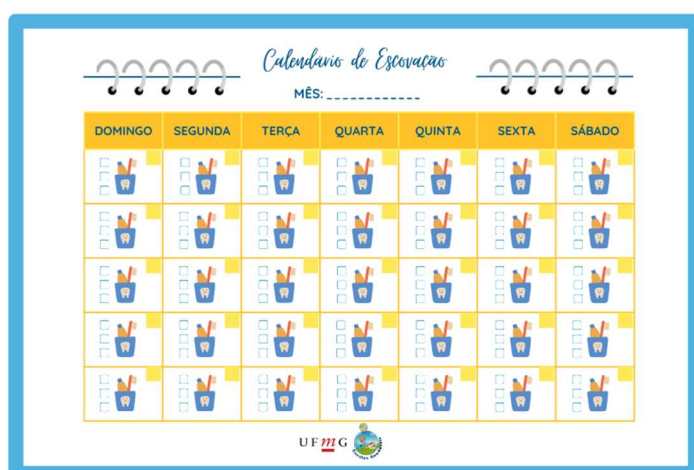 Calendário de Escovação
MÊS: ____________
DOMINGO SEGUNDA TERÇA QUARTA QUINTA SEXTA SÁBADO
UFmG